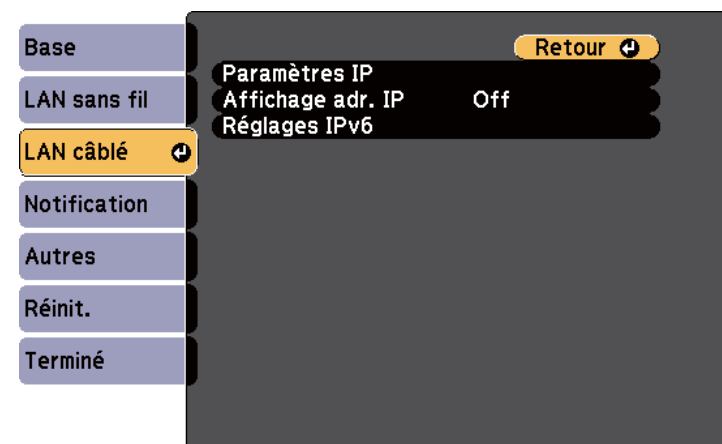 Base
LAN sans fil
LAN câblé
Notification
Autres
Réinit.
Terminé
Retour
Paramètres IP
Affichage adr. IP Off
Réglages IPv6